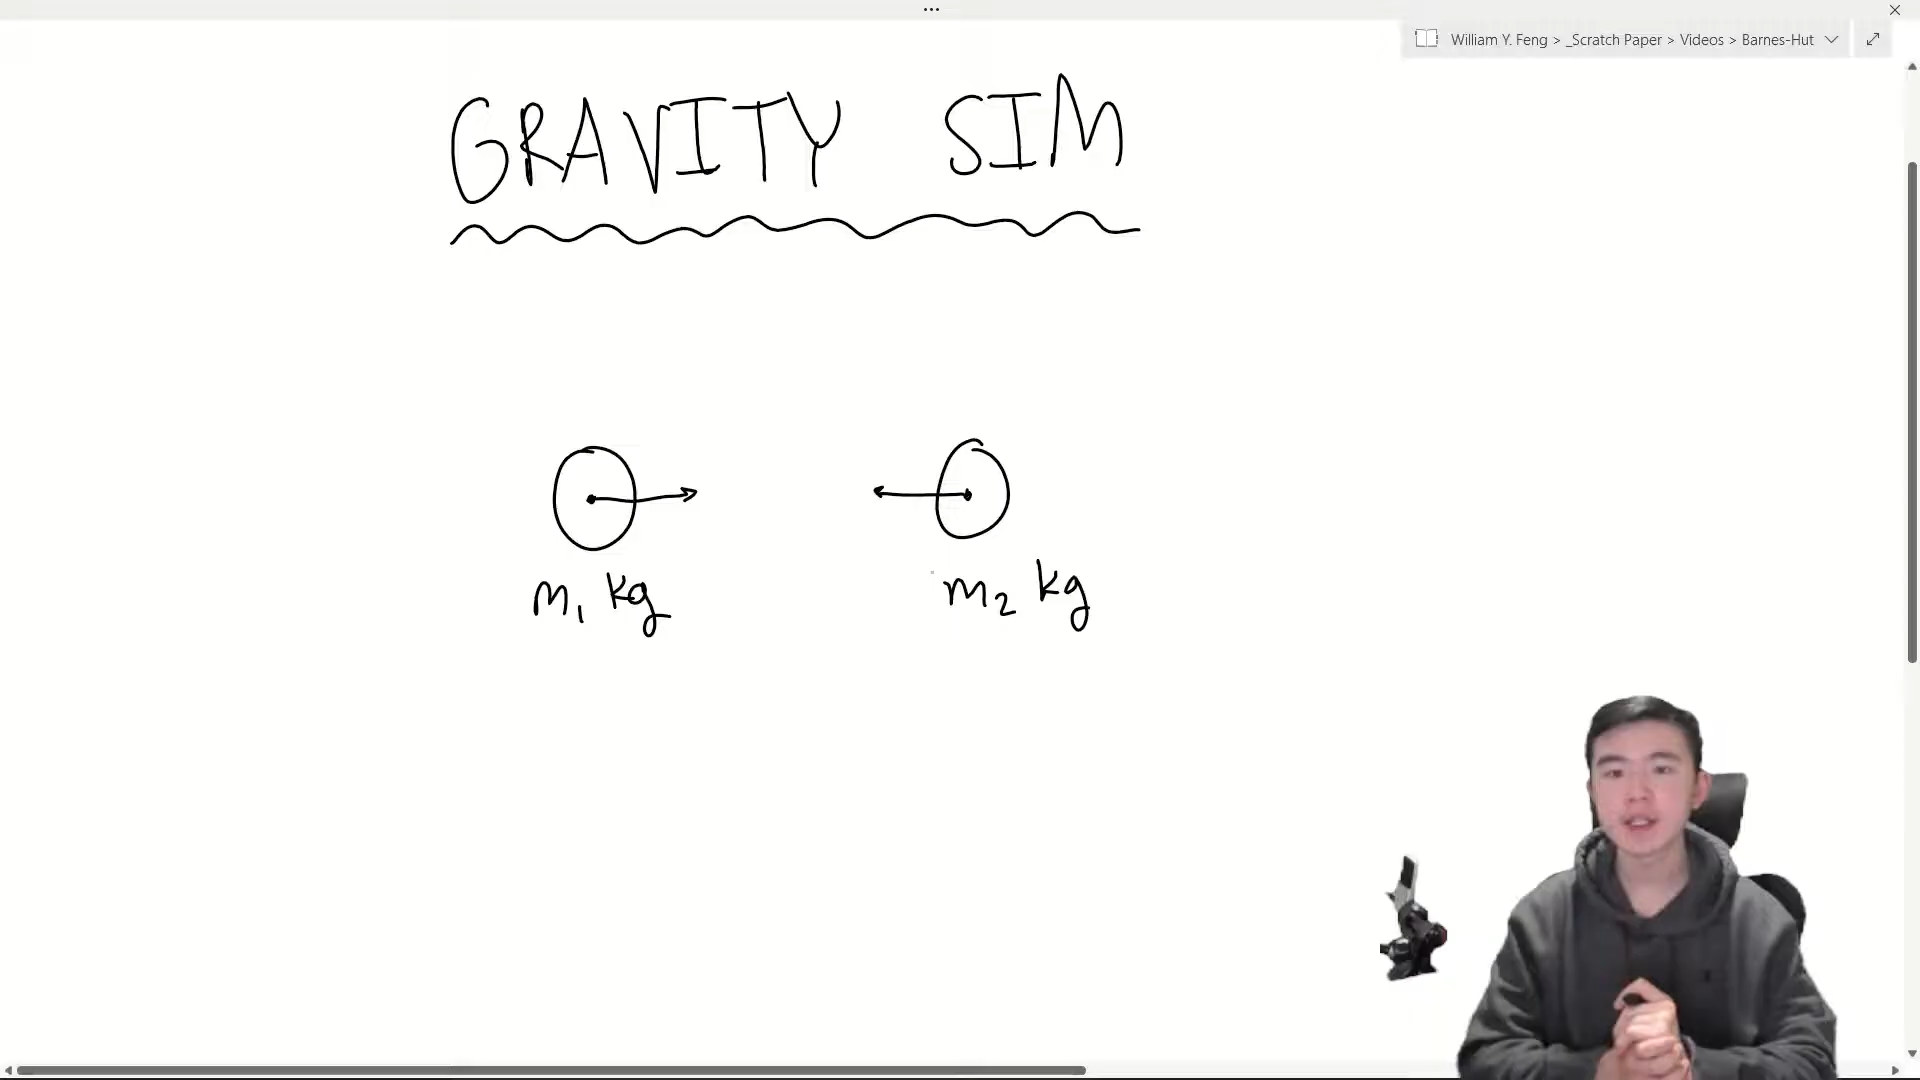 William Y. Feng > _Scratch Paper > Videos > Barnes-Hut
GRAVITY SIM
m₁ kg
m₂ kg